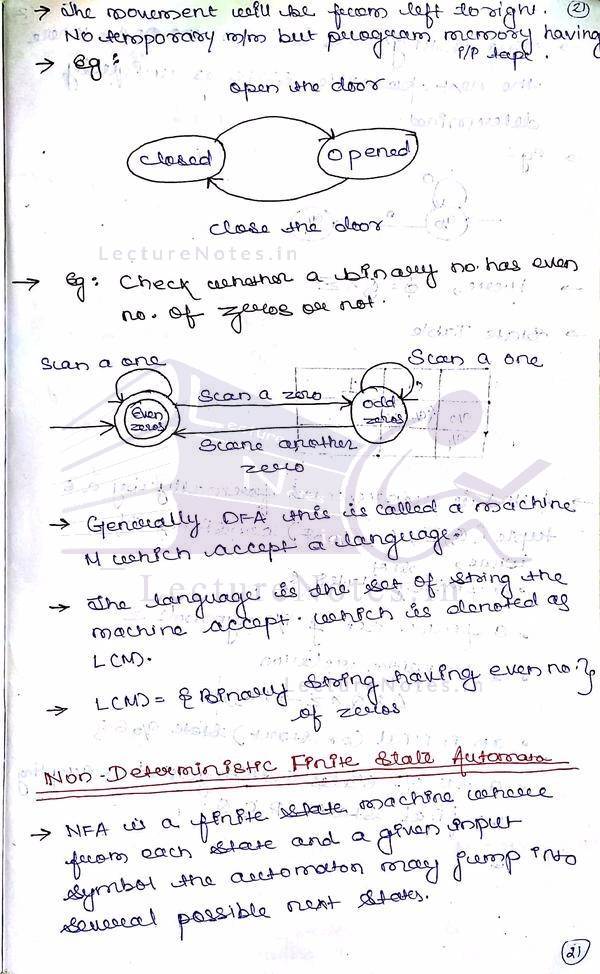 → The movement will be from left to right. (21)
No temporary m/m but program memory having
i/p tape.
→ Eg:
open the door
closed
opened
close the door
LectureNotes.in
→ Eg: Check whether a binary no. has even
no. of zeros or not.
Scan a one
Scan a one
Scan a zero
Even
zeros
odd
zeros
Scane another
zero
→ Generally DFA this is called a machine
M which accept a language.
LectureNotes.in
→ The language is the set of string the
machine accept. which is denoted as
L(M).
→ L(M) = { Binary string having even no. }
of zeros
Non-Deterministic Finite State Automata
→ NFA is a finite state machine where
from each state and a given input
symbol the automaton may jump into
several possible next states.
(21)